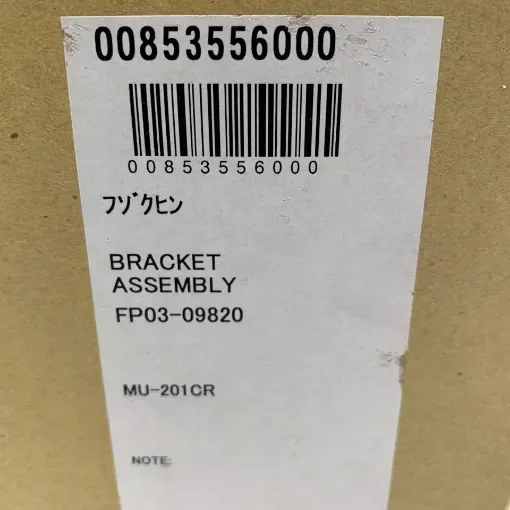 00853556000
00853556000
ﾌｿﾞｸﾋﾝ
BRACKET
ASSEMBLY
FP03-09820
MU-201CR
NOTE: